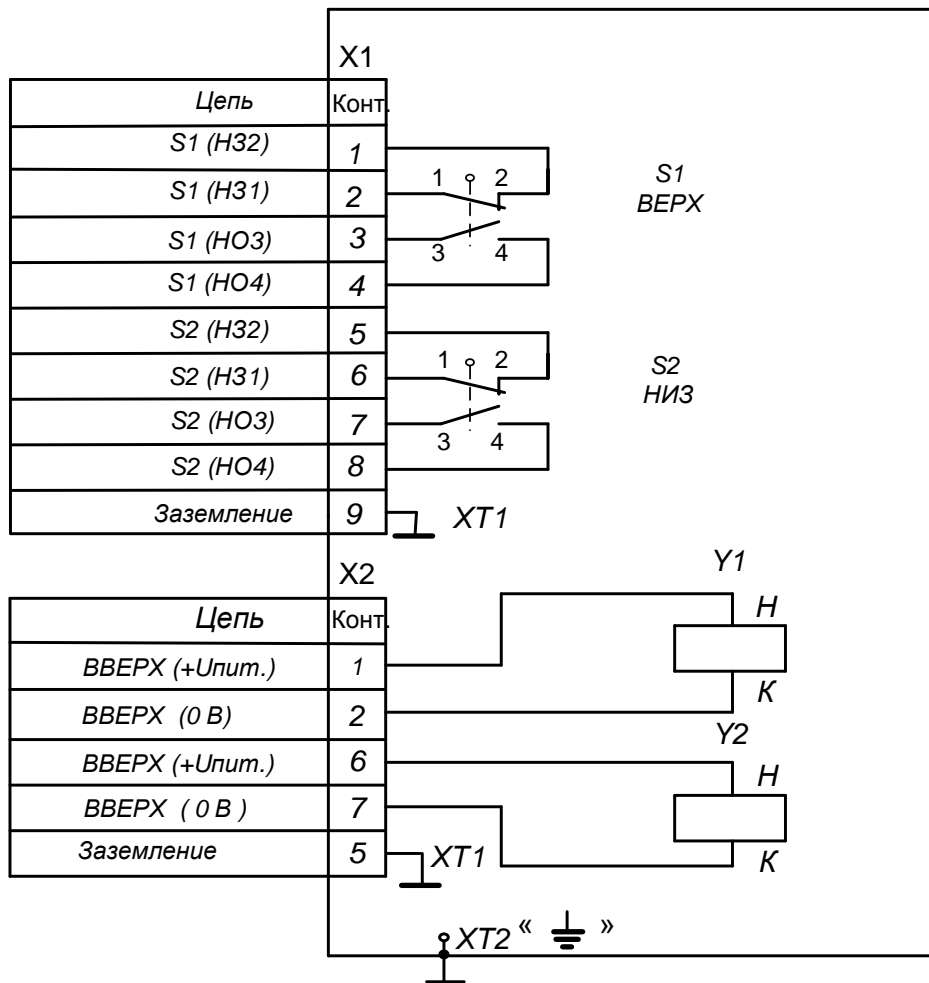 X1
Цепь Конт.
S1 (НЗ2) 1
S1 (НЗ1) 2
S1 (НО3) 3
S1 (НО4) 4
S2 (НЗ2) 5
S2 (НЗ1) 6
S2 (НО3) 7
S2 (НО4) 8
Заземление 9
1 2
3 4
S1
ВЕРХ
1 2
3 4
S2
НИЗ
XT1
X2
Цепь Конт.
ВВЕРХ (+Uпит.) 1
ВВЕРХ (0 В) 2
ВВЕРХ (+Uпит.) 6
ВВЕРХ ( 0 В ) 7
Заземление 5
Y1
Н
К
Y2
Н
К
XT1
XT2 « »